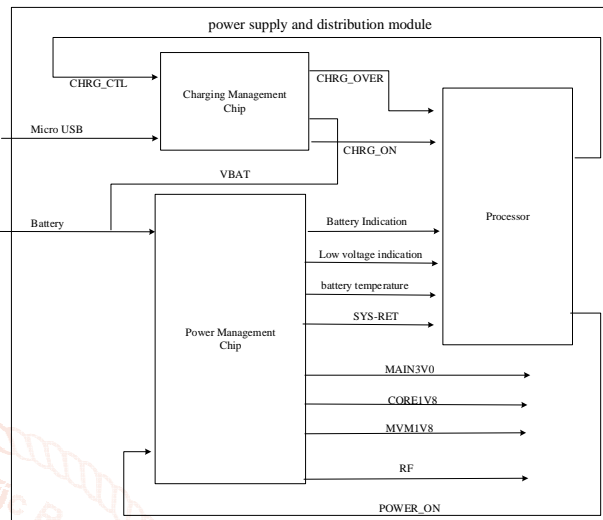 power supply and distribution module
CHRG_CTL
Charging Management
Chip
CHRG_OVER
Micro USB
CHRG_ON
VBAT
Battery
Battery Indication
Processor
Low voltage indication
battery temperature
SYS-RET
Power Management
Chip
MAIN3V0
CORE1V8
MVM1V8
RF
POWER_ON